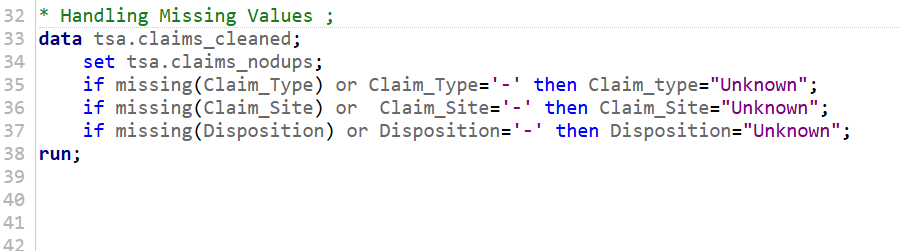 32 * Handling Missing Values ;
33 data tsa.claims_cleaned;
34     set tsa.claims_nodups;
35     if missing(Claim_Type) or Claim_Type='-' then Claim_type="Unknown";
36     if missing(Claim_Site) or  Claim_Site='-' then Claim_Site="Unknown";
37     if missing(Disposition) or Disposition='-' then Disposition="Unknown";
38 run;
39
40
41
42